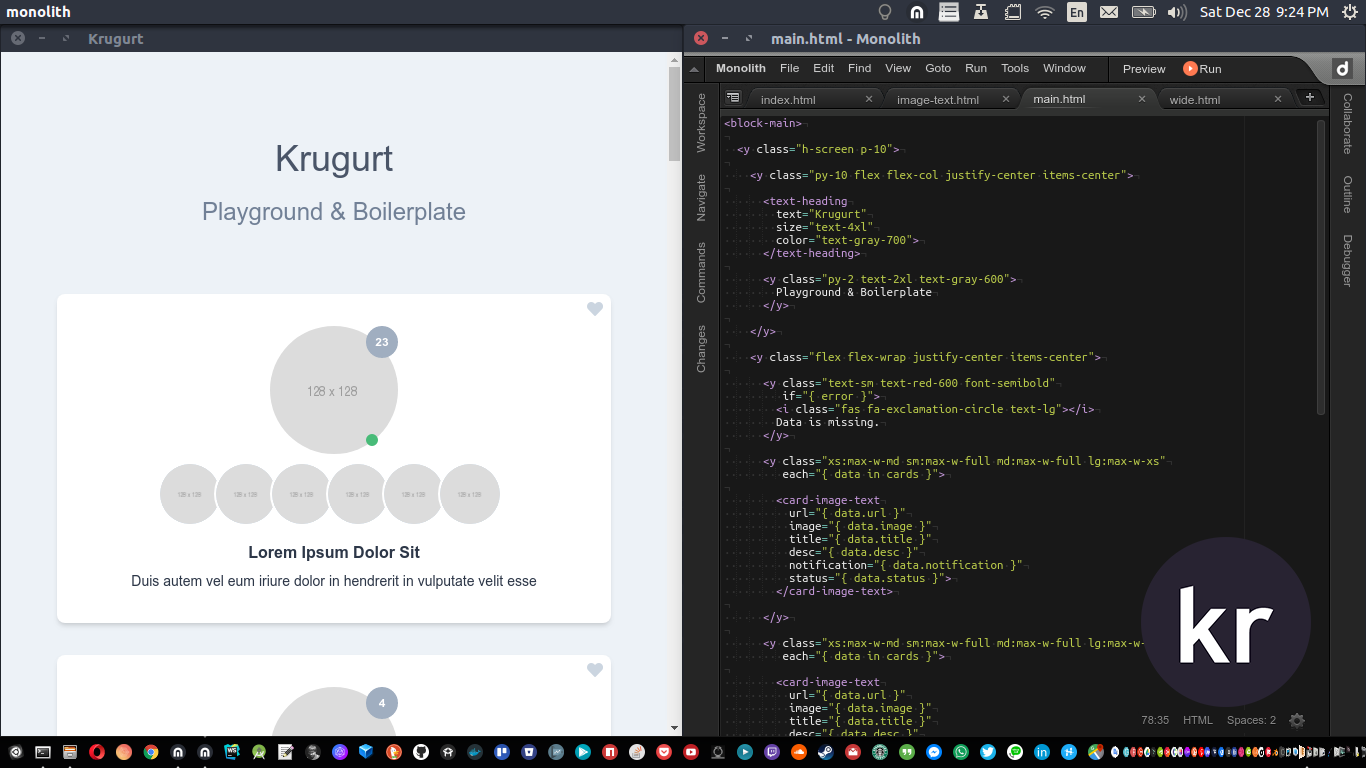 monolith
En
Sat Dec 28 9:24 PM
Krugurt
Krugurt
Playground & Boilerplate
23
128 x 128
128 x 128 128 x 128 128 x 128 128 x 128 128 x 128 128 x 128
Lorem Ipsum Dolor Sit
Duis autem vel eum iriure dolor in hendrerit in vulputate velit esse
4
main.html - Monolith
Monolith File Edit Find View Goto Run Tools Window Preview Run
index.html image-text.html main.html wide.html
Workspace
Navigate
Commands
Changes
<block-main>
<y class="h-screen p-10">
<y class="py-10 flex flex-col justify-center items-center">
<text-heading
text="Krugurt"
size="text-4xl"
color="text-gray-700">
</text-heading>
<y class="py-2 text-2xl text-gray-600">
Playground & Boilerplate
</y>
</y>
<y class="flex flex-wrap justify-center items-center">
<y class="text-sm text-red-600 font-semibold"
if="{ error }">
<i class="fas fa-exclamation-circle text-lg"></i>
Data is missing.
</y>
<y class="xs:max-w-md sm:max-w-full md:max-w-full lg:max-w-xs"
each="{ data in cards }">
<card-image-text
url="{ data.url }"
image="{ data.image }"
title="{ data.title }"
desc="{ data.desc }"
notification="{ data.notification }"
status="{ data.status }">
</card-image-text>
</y>
<y class="xs:max-w-md sm:max-w-full md:max-w-full lg:max-w-
each="{ data in cards }">
<card-image-text
url="{ data.url }"
image="{ data.image }"
title="{ data.title }"
desc="{ data.desc }"
Collaborate
Outline
Debugger
kr
78:35 HTML Spaces: 2